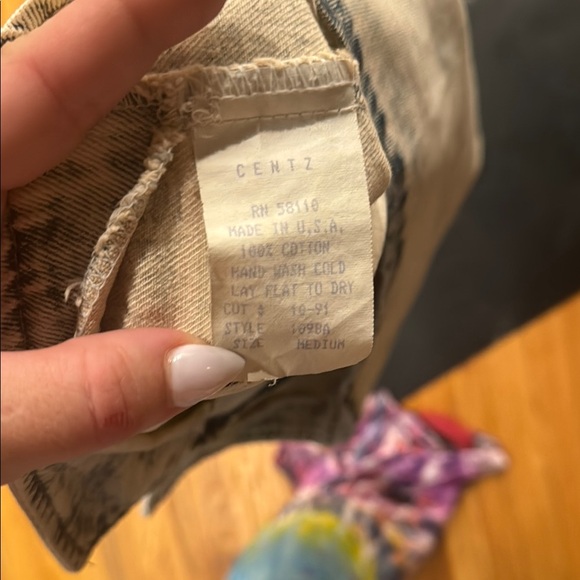 CENTZ
RN 58110
MADE IN U.S.A.
100% COTTON
HAND WASH COLD
LAY FLAT TO DRY
CUT # 10-91
STYLE 1098A
SIZE MEDIUM